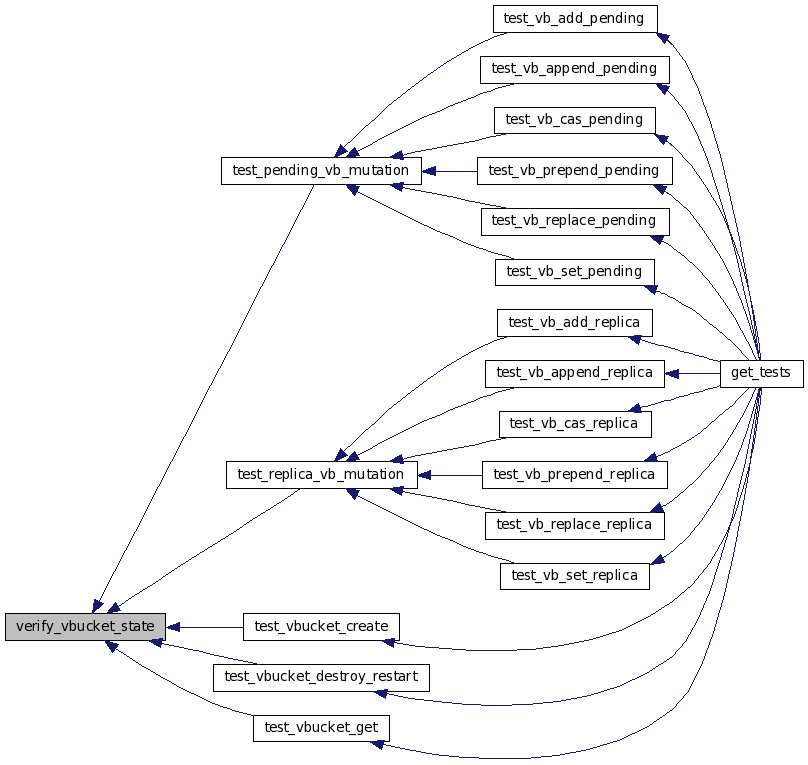 test_vb_add_pending
test_vb_append_pending
test_vb_cas_pending
test_pending_vb_mutation
test_vb_prepend_pending
test_vb_replace_pending
test_vb_set_pending
test_vb_add_replica
test_vb_append_replica
get_tests
test_vb_cas_replica
test_replica_vb_mutation
test_vb_prepend_replica
test_vb_replace_replica
test_vb_set_replica
verify_vbucket_state
test_vbucket_create
test_vbucket_destroy_restart
test_vbucket_get